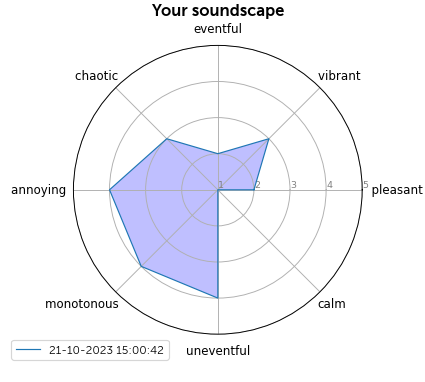 Your soundscape
eventful
chaotic
vibrant
annoying
1 2 3 4 5
pleasant
monotonous
calm
uneventful
21-10-2023 15:00:42